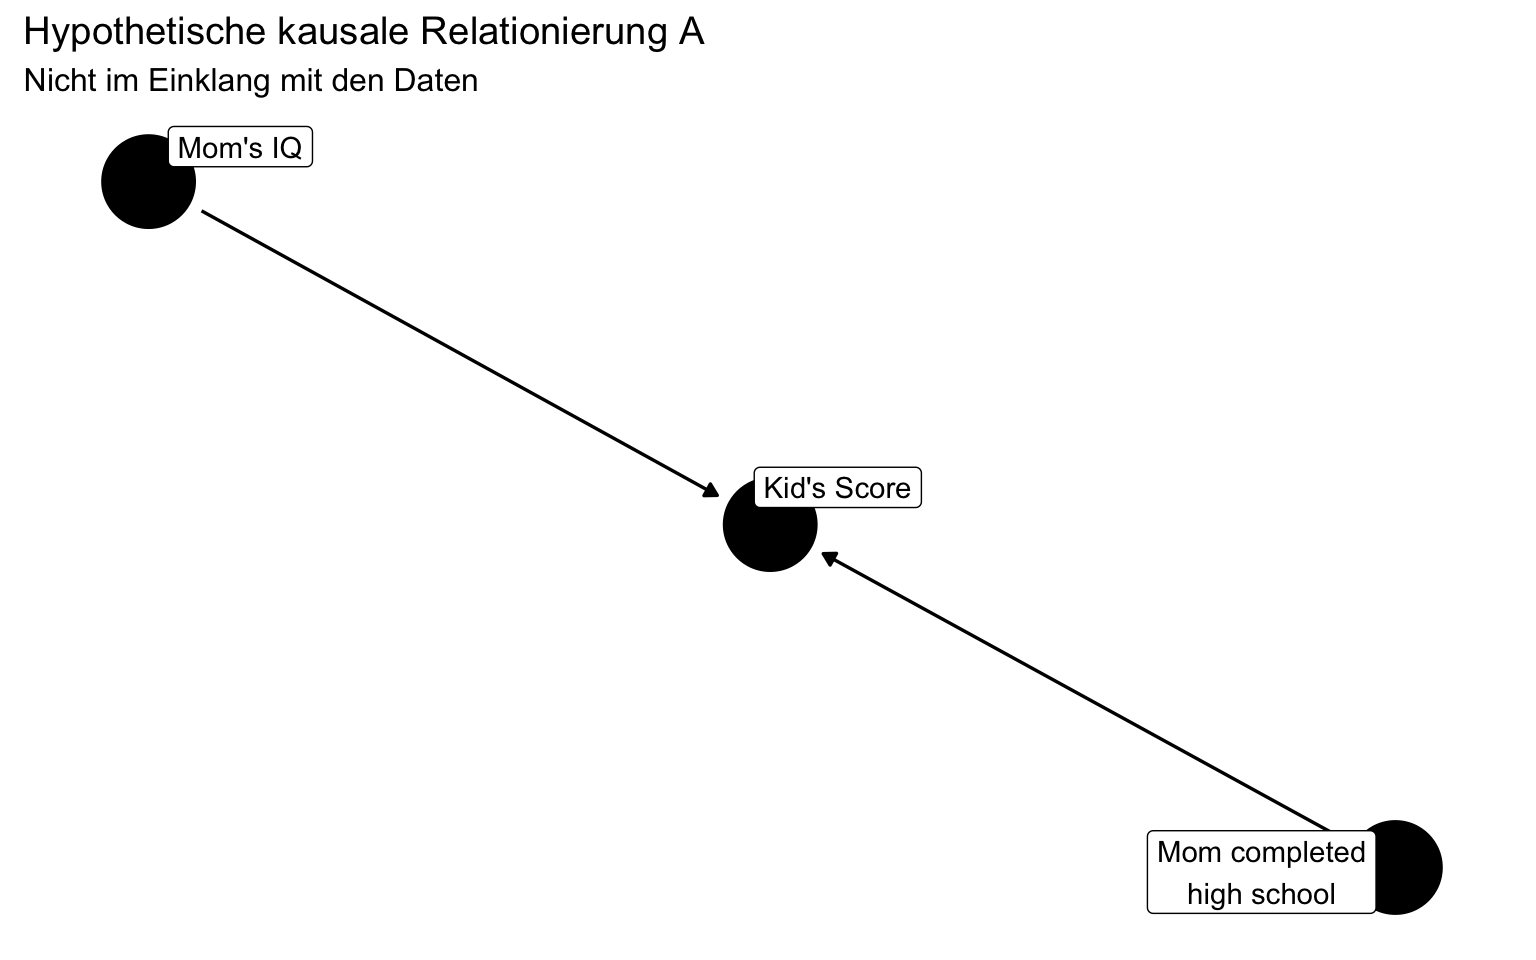 Hypothetische kausale Relationierung A
Nicht im Einklang mit den Daten
Mom's IQ
Kid's Score
Mom completed
high school